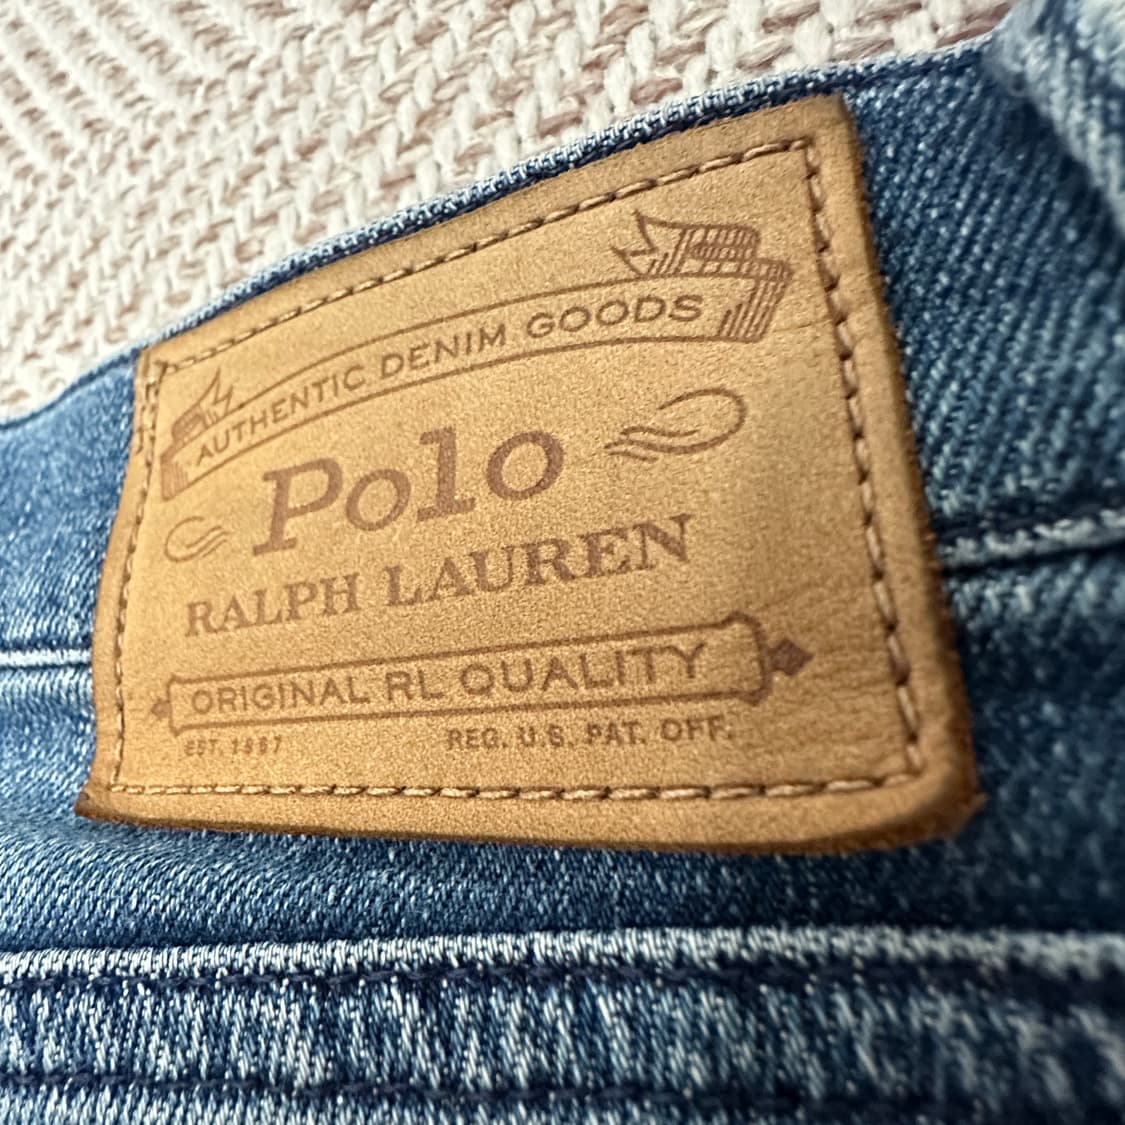 AUTHENTIC DENIM GOODS
Polo
RALPH LAUREN
ORIGINAL RL QUALITY
EST. 1967 REG. U.S. PAT. OFF.